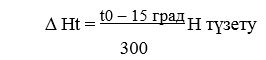 ∆ Ht = t0 – 15 град Н түзету
300